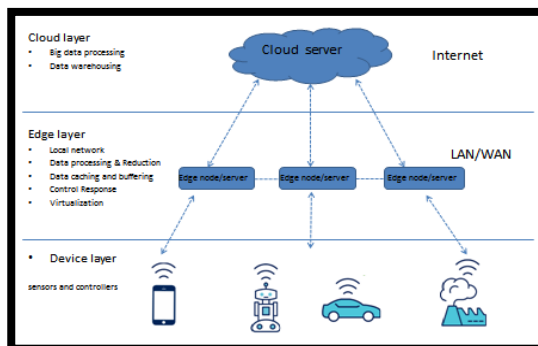 Cloud layer
• Big data processing
• Data warehousing
Cloud server
Internet
Edge layer
• Local network
• Data processing & Reduction
• Data caching and buffering
• Control Response
• Virtualization
LAN/WAN
Edge node/server
Edge node/server
Edge node/server
• Device layer
sensors and controllers